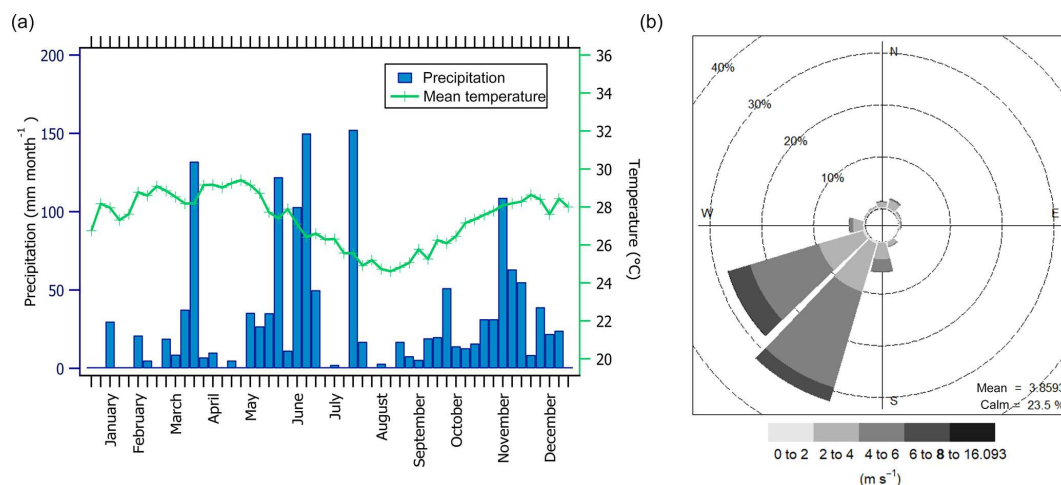 (a)
200
150
100
50
0
Precipitation (mm month⁻¹)
Precipitation
Mean temperature
36
34
32
30
28
26
24
22
20
Temperature (°C)
January
February
March
April
May
June
July
August
September
October
November
December
(b)
N
W
E
S
40%
30%
20%
10%
Mean = 3.8593
Calm = 23.5 %
0 to 2 2 to 4 4 to 6 6 to 8 to 16.093
(m s⁻¹)